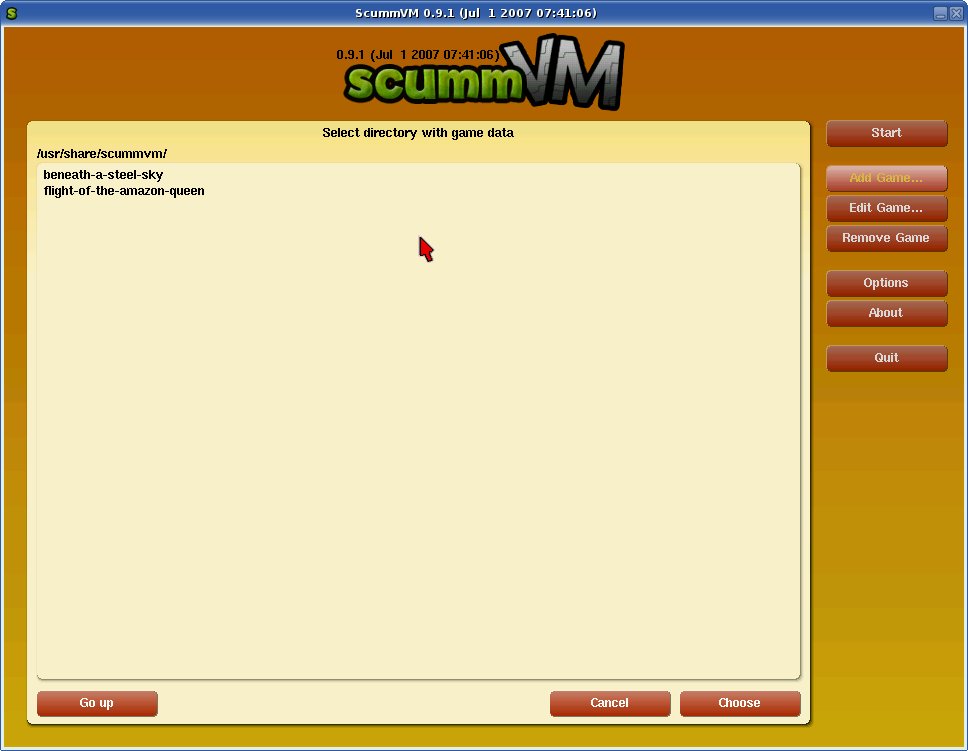 ScummVM 0.9.1 (Jul  1 2007 07:41:06)
0.9.1 (Jul  1 2007 07:41:06)
scummVM
Select directory with game data
/usr/share/scummvm/
beneath-a-steel-sky
flight-of-the-amazon-queen
Start
Add Game...
Edit Game...
Remove Game
Options
About
Quit
Go up
Cancel
Choose